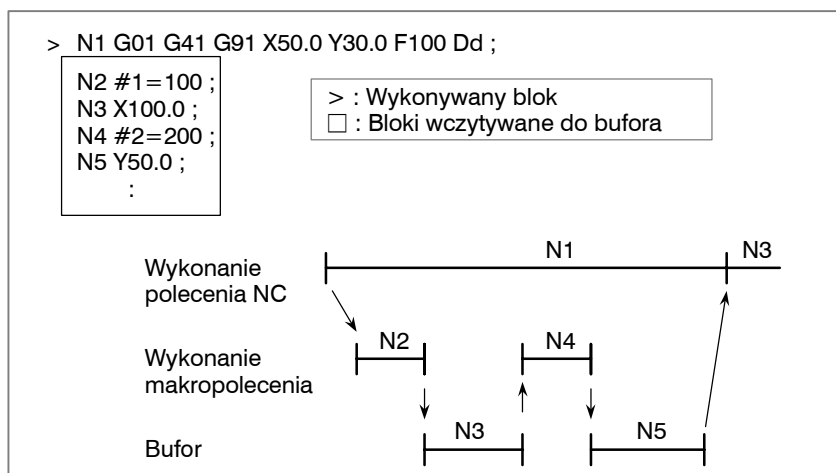 > N1 G01 G41 G91 X50.0 Y30.0 F100 Dd ;
N2 #1=100 ;
N3 X100.0 ;
N4 #2=200 ;
N5 Y50.0 ;
:
> : Wykonywany blok
□ : Bloki wczytywane do bufora
N1 N3
Wykonanie
polecenia NC
N2 N4
Wykonanie
makropolecenia
N3 N5
Bufor